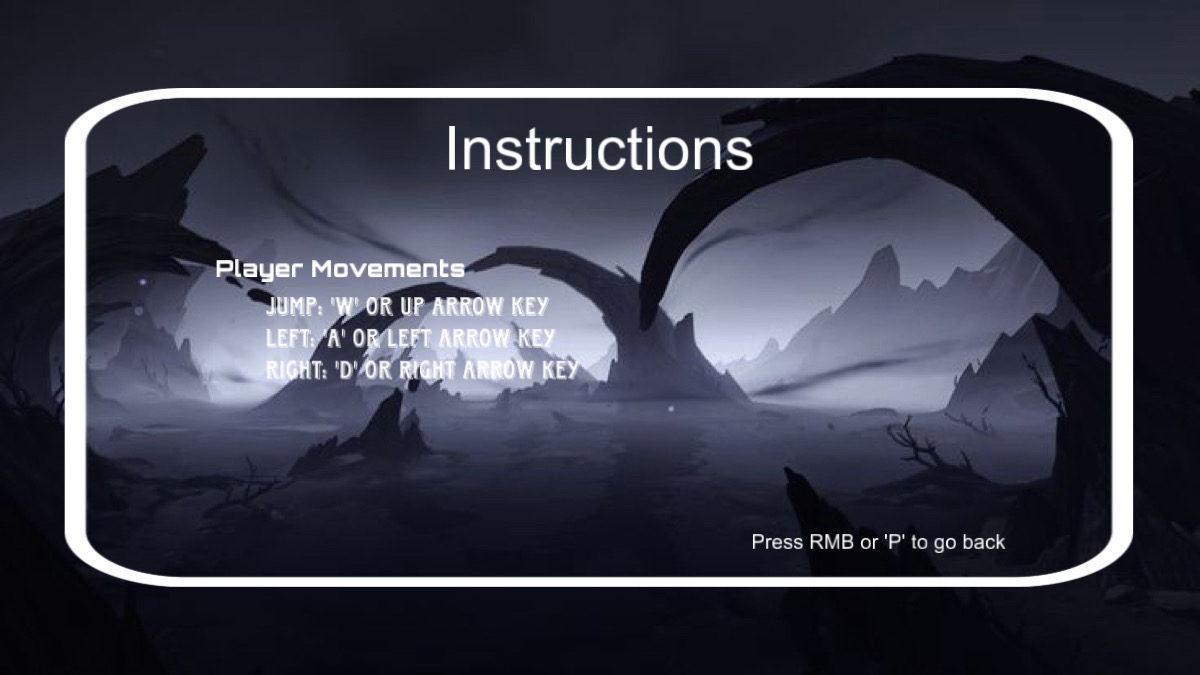 Instructions
Player Movements
JUMP: 'W' OR UP ARROW KEY
LEFT: 'A' OR LEFT ARROW KEY
RIGHT: 'D' OR RIGHT ARROW KEY
Press RMB or 'P' to go back